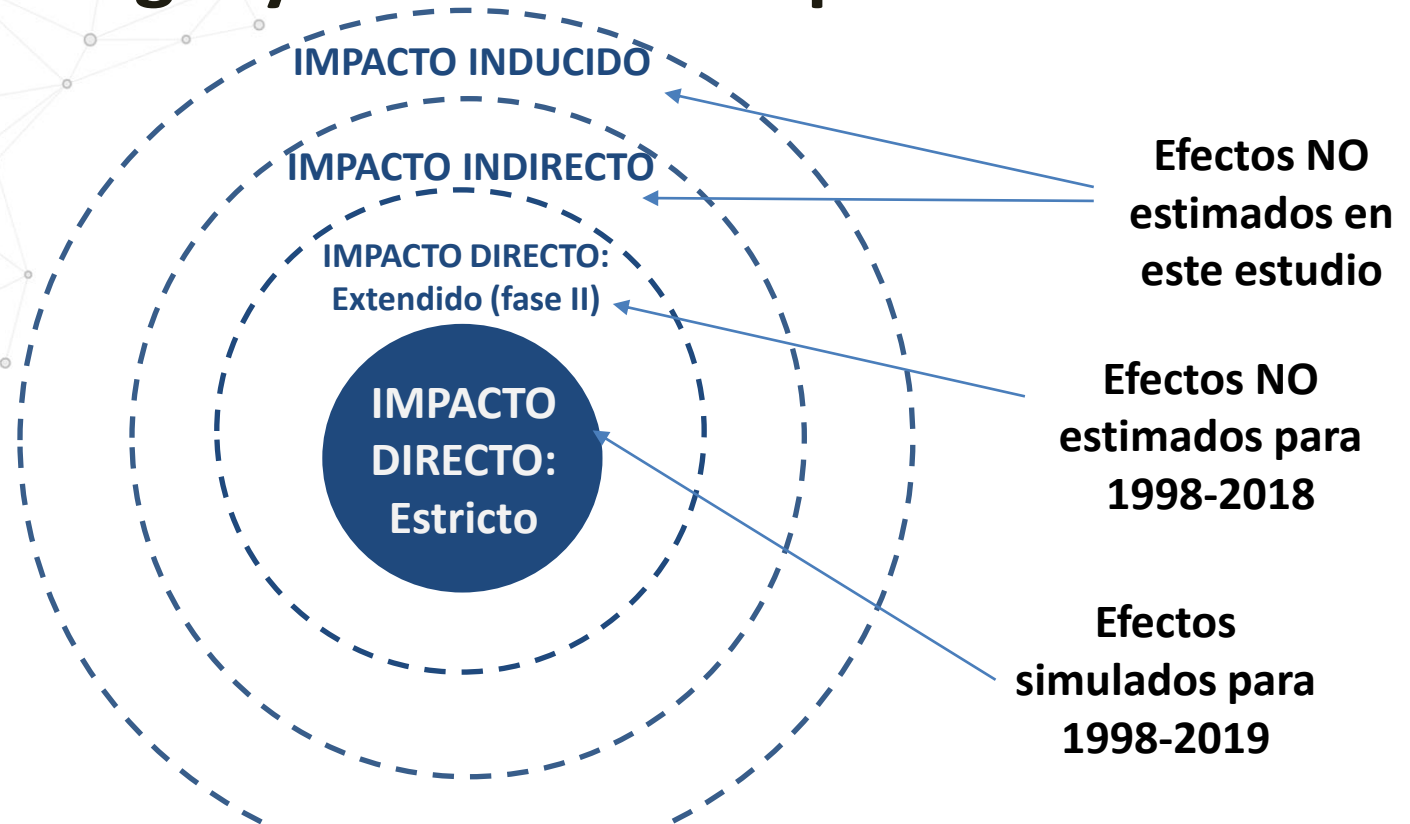 IMPACTO INDUCIDO
IMPACTO INDIRECTO
IMPACTO DIRECTO:
Extendido (fase II)
IMPACTO
DIRECTO:
Estricto
Efectos NO
estimados en
este estudio
Efectos NO
estimados para
1998-2018
Efectos
simulados para
1998-2019